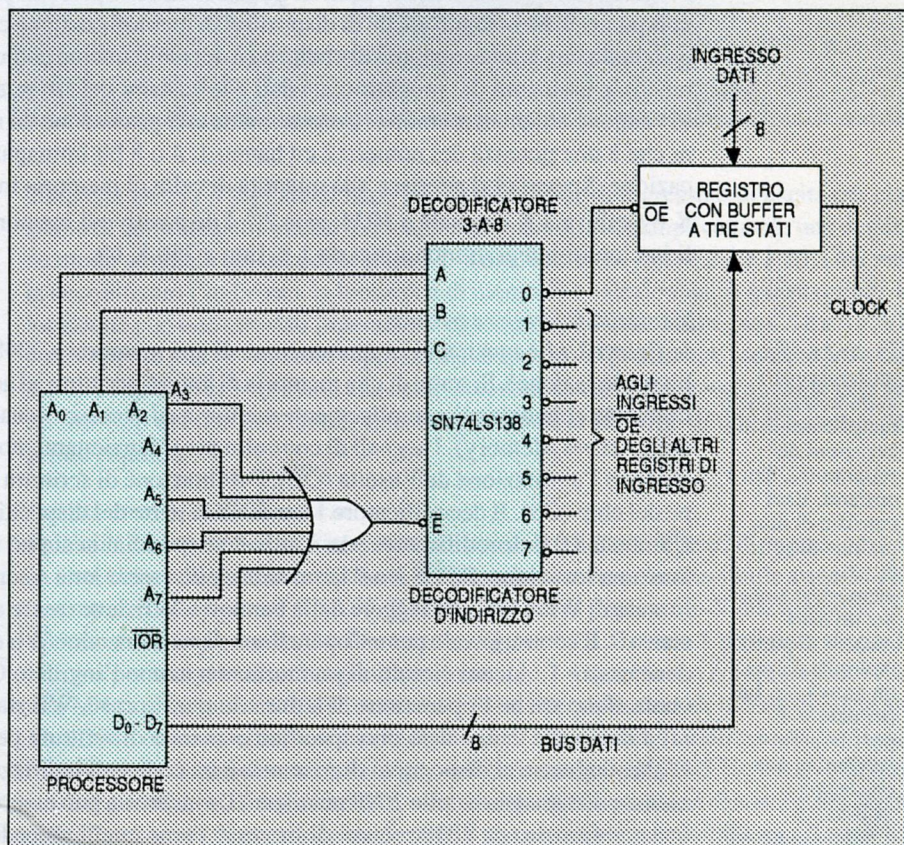 INGRESSO
DATI
8
REGISTRO
CON BUFFER
A TRE STATI
OE
CLOCK
DECODIFICATORE
3-A-8
A
B
C
0
1
2
3
4
5
6
7
SN74LS138
E
DECODIFICATORE
D'INDIRIZZO
AGLI
INGRESSI
OE
DEGLI ALTRI
REGISTRI DI
INGRESSO
A0 A1 A2 A3
A4
A5
A6
A7
IOR
D0 - D7
8
BUS DATI
PROCESSORE